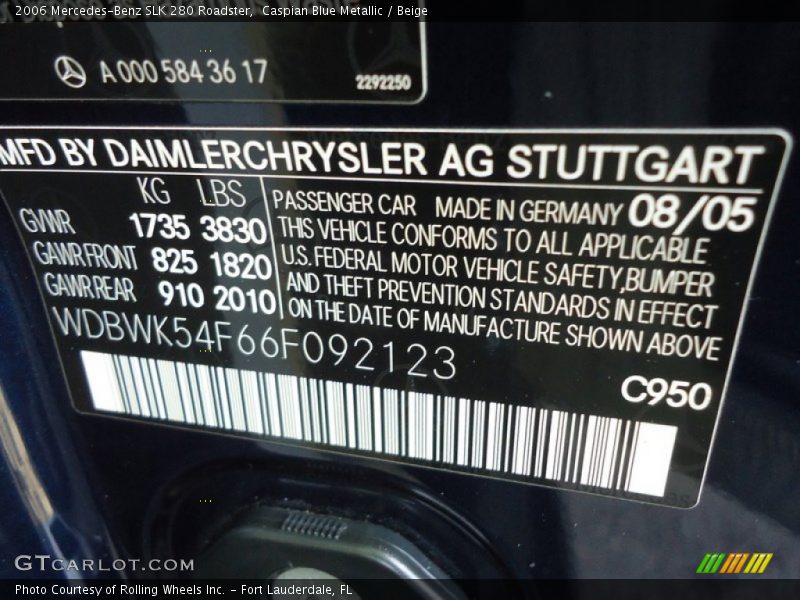 2006 Mercedes-Benz SLK 280 Roadster, Caspian Blue Metallic / Beige
A 000 584 36 17
2292250
MFD BY DAIMLERCHRYSLER AG STUTTGART
KG LBS
GVWR 1735 3830
GAWR FRONT 825 1820
GAWR REAR 910 2010
PASSENGER CAR MADE IN GERMANY 08/05
THIS VEHICLE CONFORMS TO ALL APPLICABLE
U.S. FEDERAL MOTOR VEHICLE SAFETY, BUMPER
AND THEFT PREVENTION STANDARDS IN EFFECT
ON THE DATE OF MANUFACTURE SHOWN ABOVE
WDBWK54F66F092123
C950
GTCARLOT.COM
Photo Courtesy of Rolling Wheels Inc. - Fort Lauderdale, FL